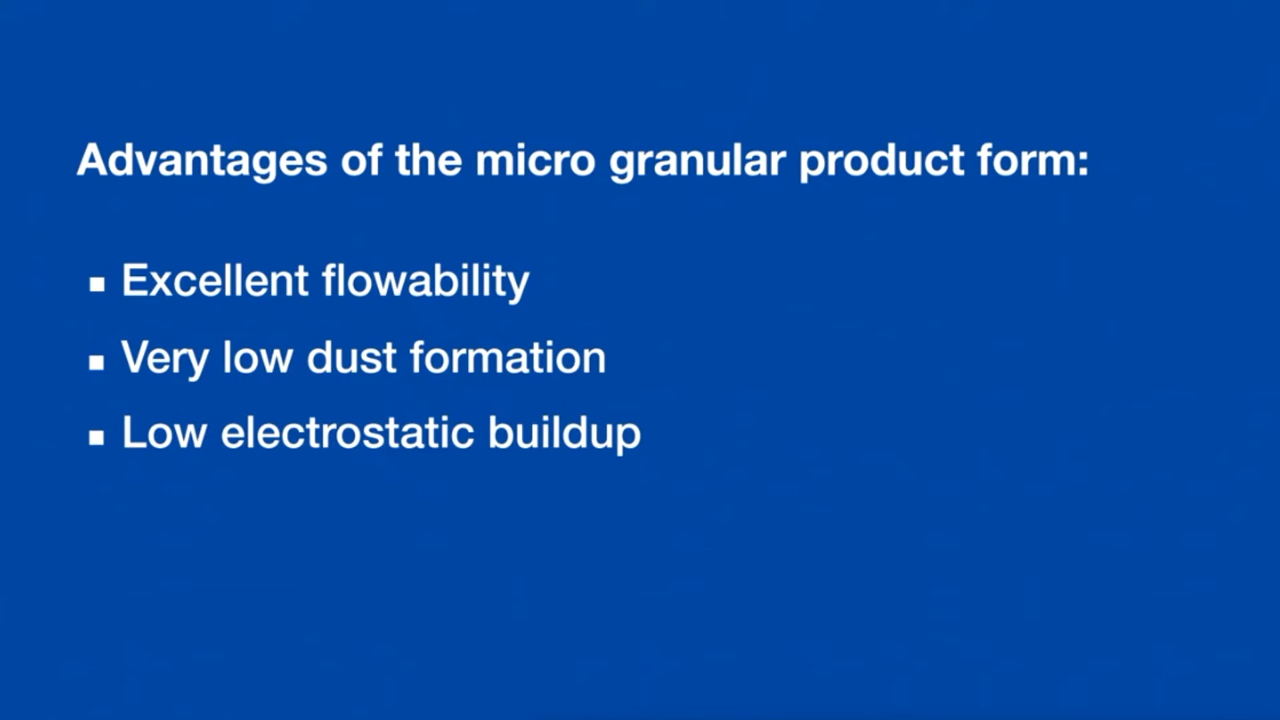 Advantages of the micro granular product form:
▪ Excellent flowability
▪ Very low dust formation
▪ Low electrostatic buildup